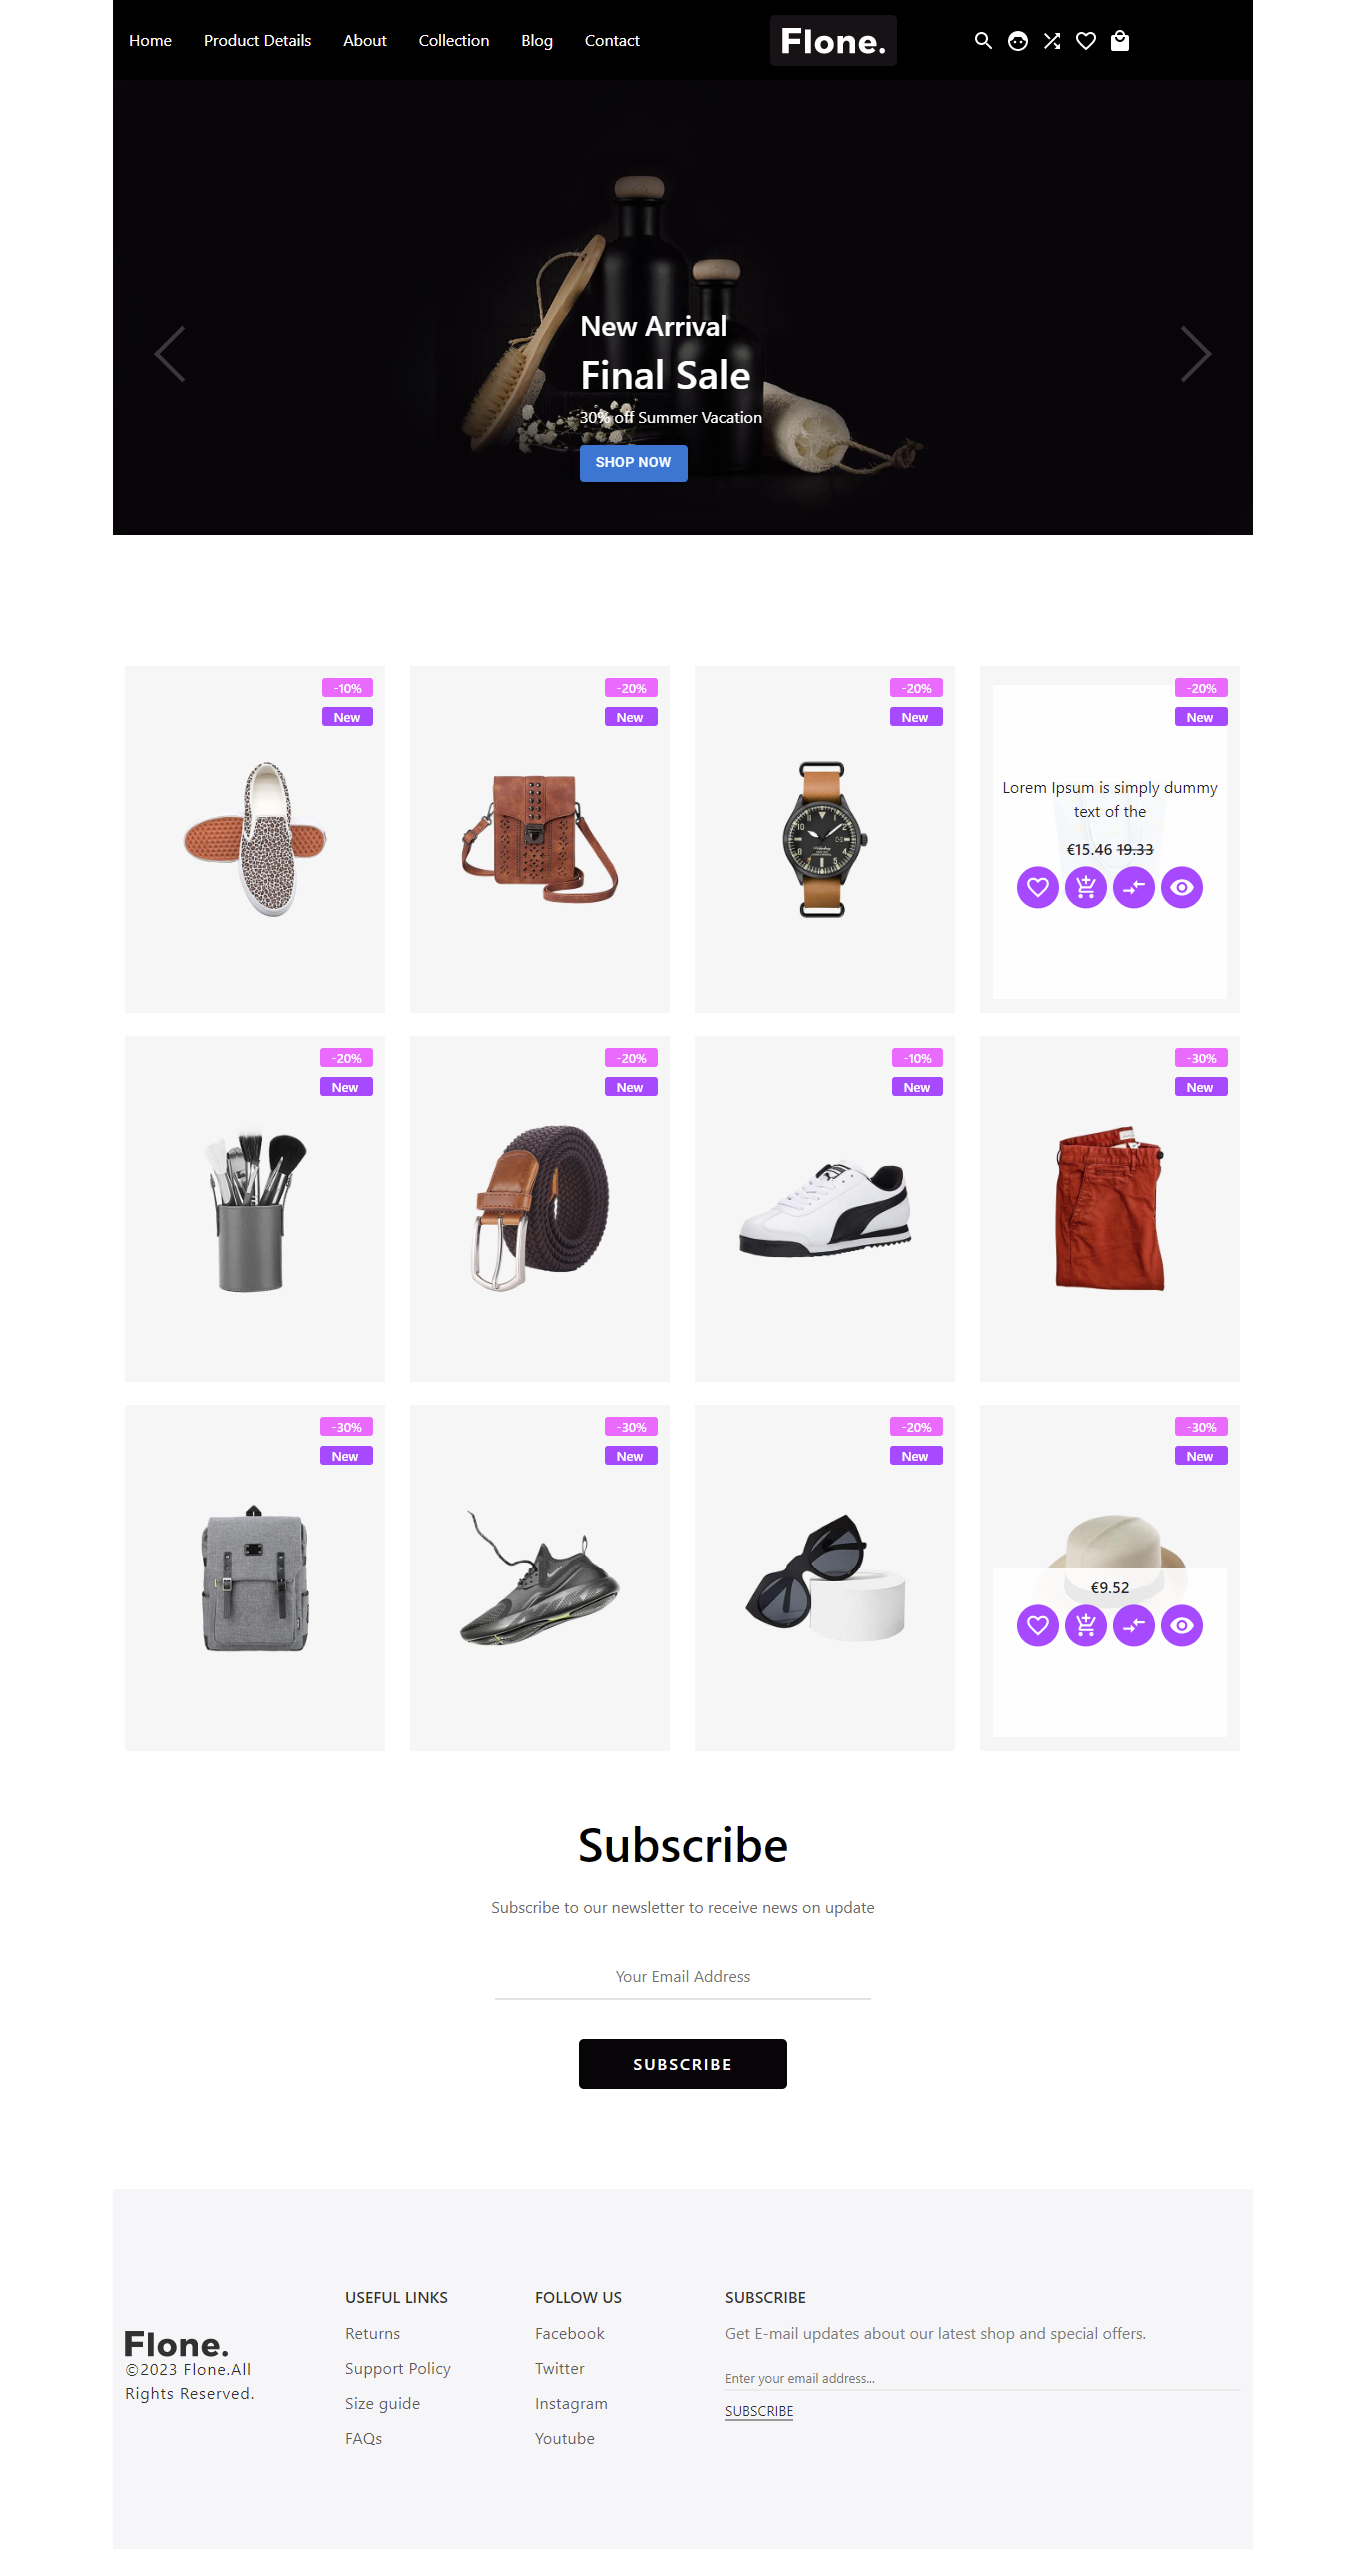 Home Product Details About Collection Blog Contact Flone.
New Arrival
Final Sale
30% off Summer Vacation
SHOP NOW
-10% -20% -20% -20%
New New New New
Lorem Ipsum is simply dummy
text of the
€15.46 19.33
-20% -20% -10% -30%
New New New New
-30% -30% -20% -30%
New New New New
€9.52
Subscribe
Subscribe to our newsletter to receive news on update
Your Email Address
SUBSCRIBE
Flone.
©2023 Flone.All
Rights Reserved.
USEFUL LINKS
Returns
Support Policy
Size guide
FAQs
FOLLOW US
Facebook
Twitter
Instagram
Youtube
SUBSCRIBE
Get E-mail updates about our latest shop and special offers.
Enter your email address...
SUBSCRIBE